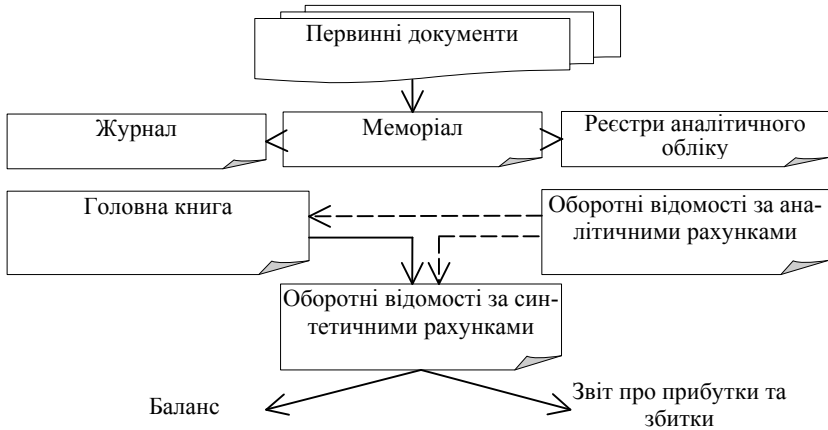 Первинні документи
Журнал
Меморіал
Реєстри аналітичного
обліку
Головна книга
Оборотні відомості за ана-
літичними рахунками
Оборотні відомості за син-
тетичними рахунками
Баланс
Звіт про прибутки та
збитки